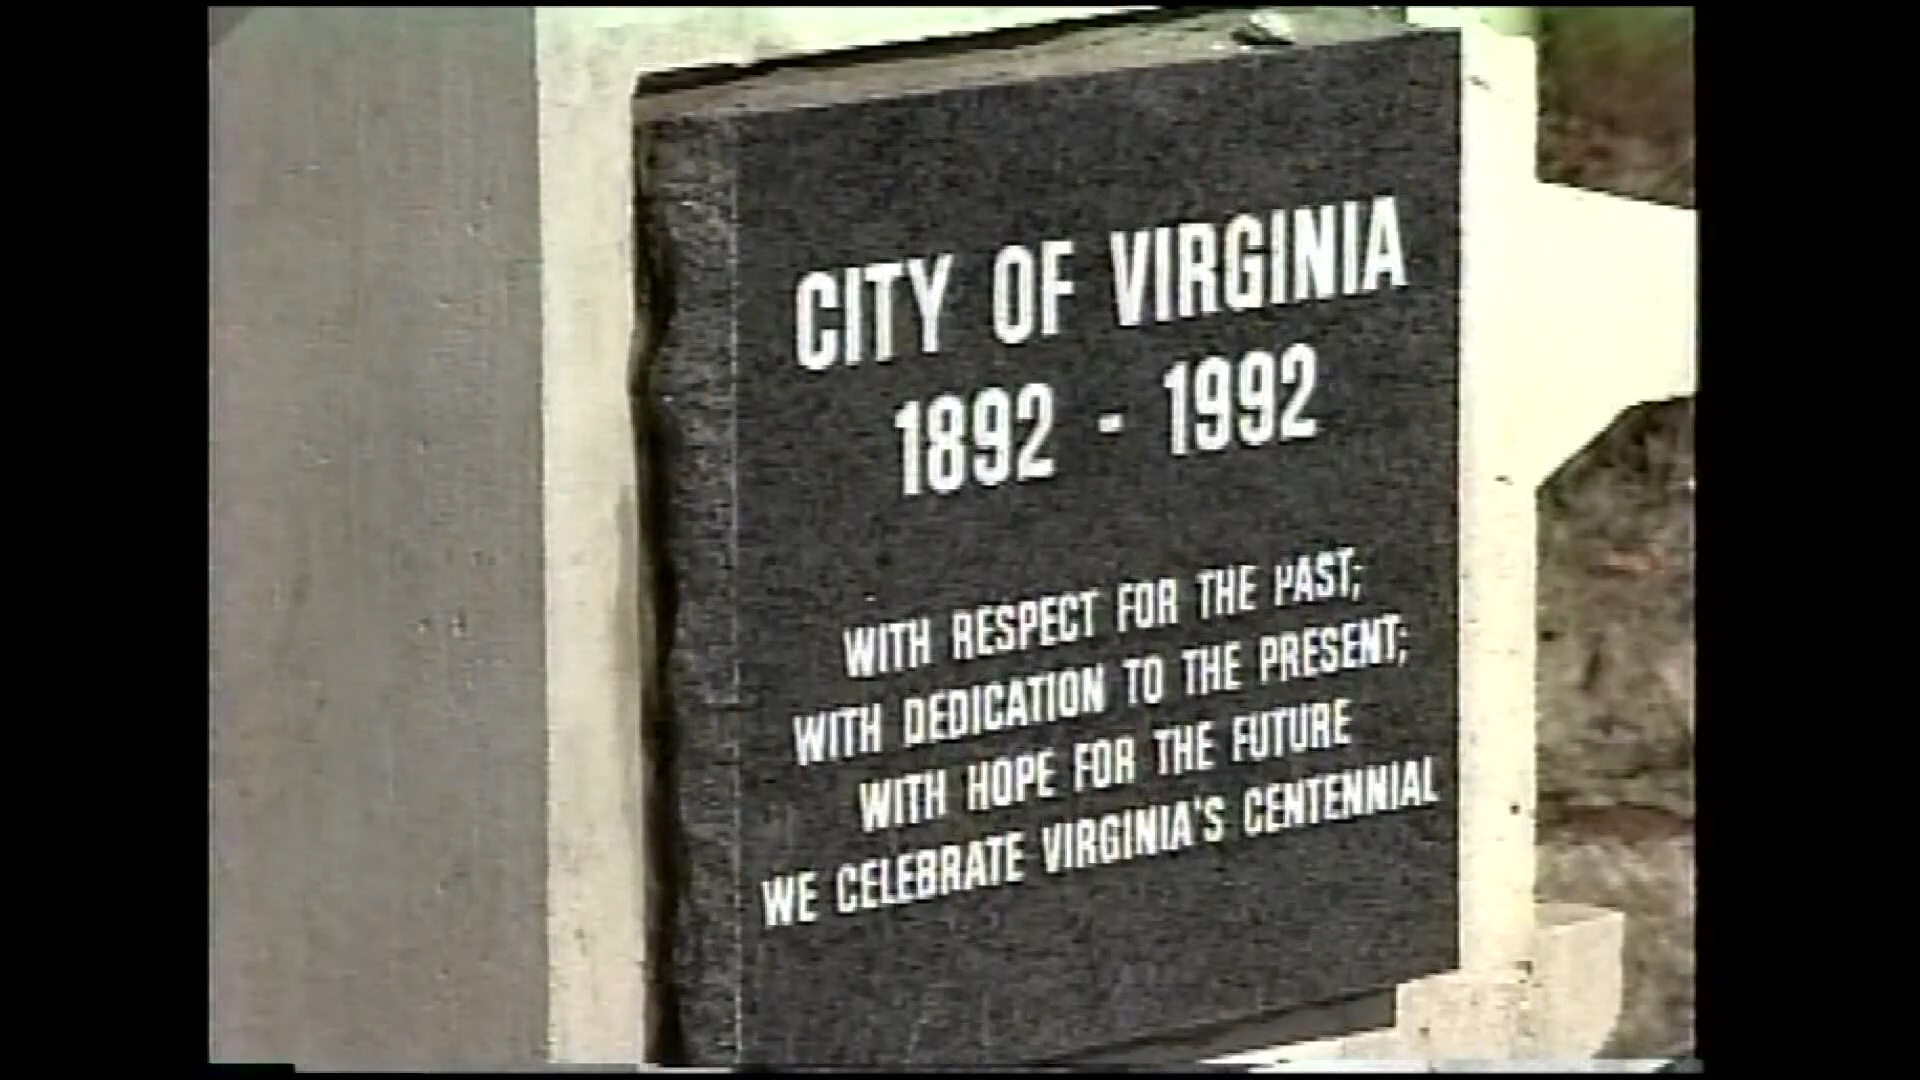 CITY OF VIRGINIA
1892 - 1992
WITH RESPECT FOR THE PAST;
WITH DEDICATION TO THE PRESENT;
WITH HOPE FOR THE FUTURE
WE CELEBRATE VIRGINIA'S CENTENNIAL